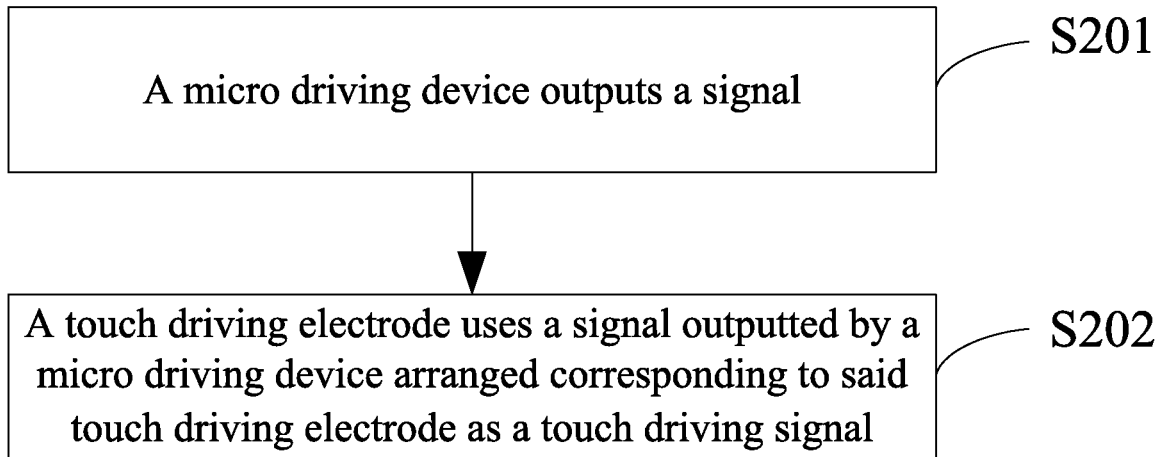 A micro driving device outputs a signal
S201
A touch driving electrode uses a signal outputted by a
micro driving device arranged corresponding to said
touch driving electrode as a touch driving signal
S202